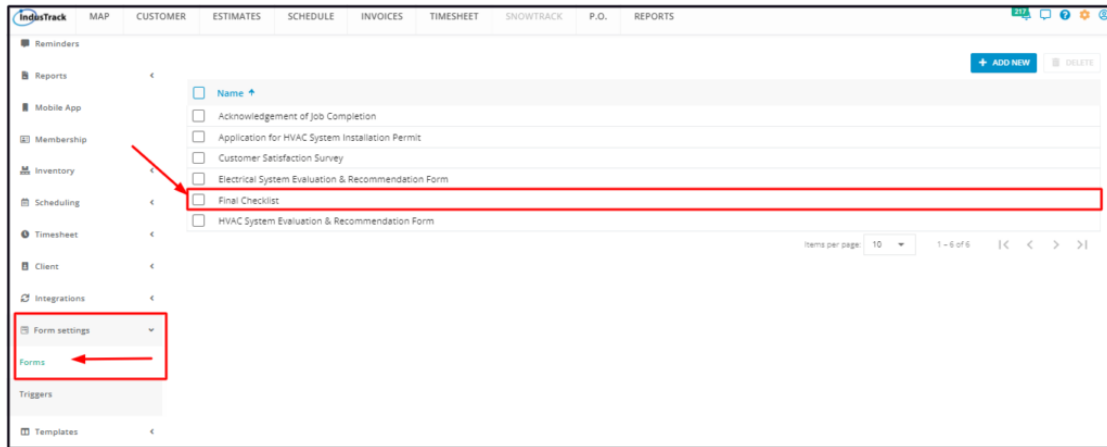 IndusTrack MAP CUSTOMER ESTIMATES SCHEDULE INVOICES TIMESHEET SNOWTRACK P.O. REPORTS 217
Reminders
Reports
Mobile App
Membership
Inventory
Scheduling
Timesheet
Client
Integrations
Form settings
Forms
Triggers
Templates
+ ADD NEW DELETE
Name
Acknowledgement of Job Completion
Application for HVAC System Installation Permit
Customer Satisfaction Survey
Electrical System Evaluation & Recommendation Form
Final Checklist
HVAC System Evaluation & Recommendation Form
Items per page: 10 1 – 6 of 6